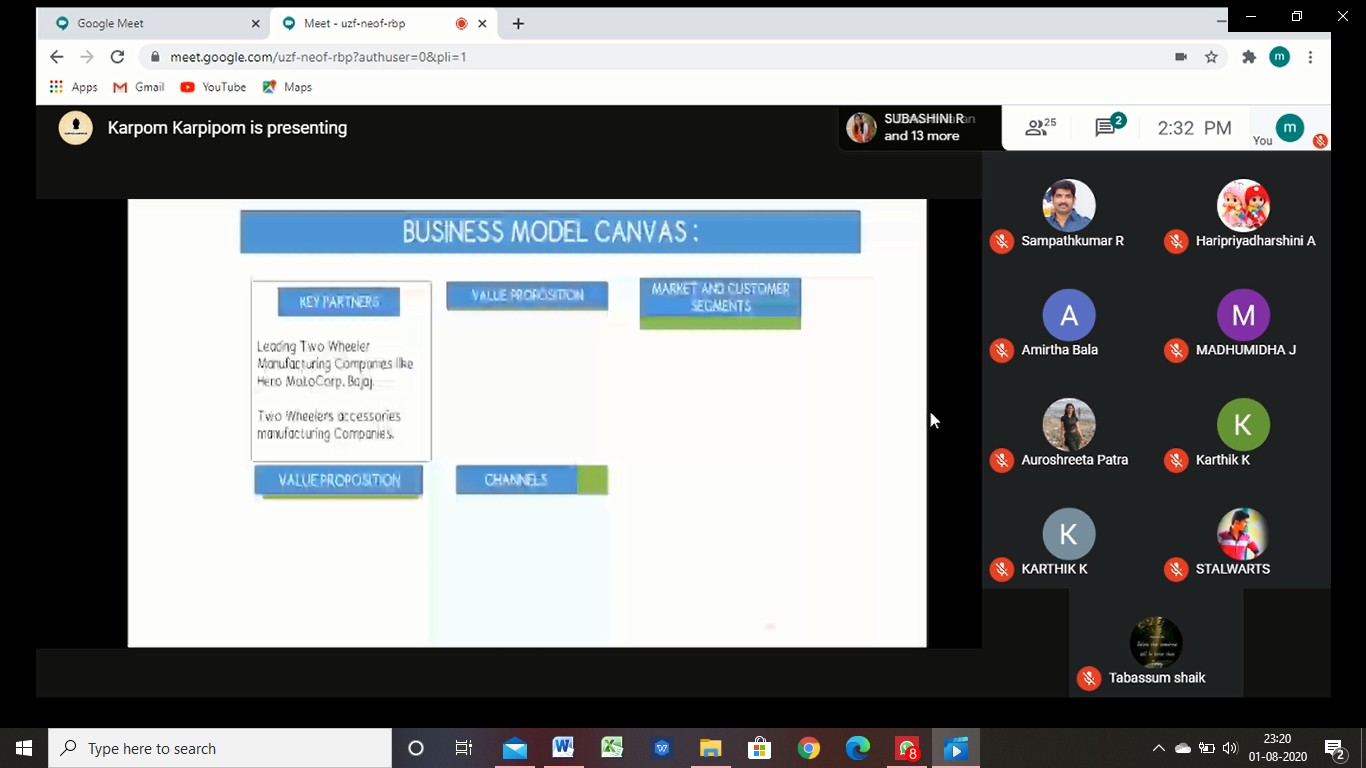 Google Meet
Meet - uzf-neof-rbp
meet.google.com/uzf-neof-rbp?authuser=0&pli=1
m
Apps
Gmail
YouTube
Maps
Karpom Karpipom is presenting
SUBASHINI R
and 13 more
25
2
2:32 PM
You
m
BUSINESS MODEL CANVAS :
KEY PARTNERS
VALUE PROPOSITION
MARKET AND CUSTOMER
SEGMENTS
Leading Two Wheeler
Manufacturing Companies like
Hero MotoCorp, Bajaj.
Two Wheelers accessories
manufacturing Companies.
VALUE PROPOSITION
CHANNELS
Sampathkumar R
Haripriyadharshini A
A
Amirtha Bala
M
MADHUMIDHA J
Auroshreeta Patra
K
Karthik K
K
KARTHIK K
STALWARTS
Tabassum shaik
Type here to search
8
23:20
01-08-2020
2